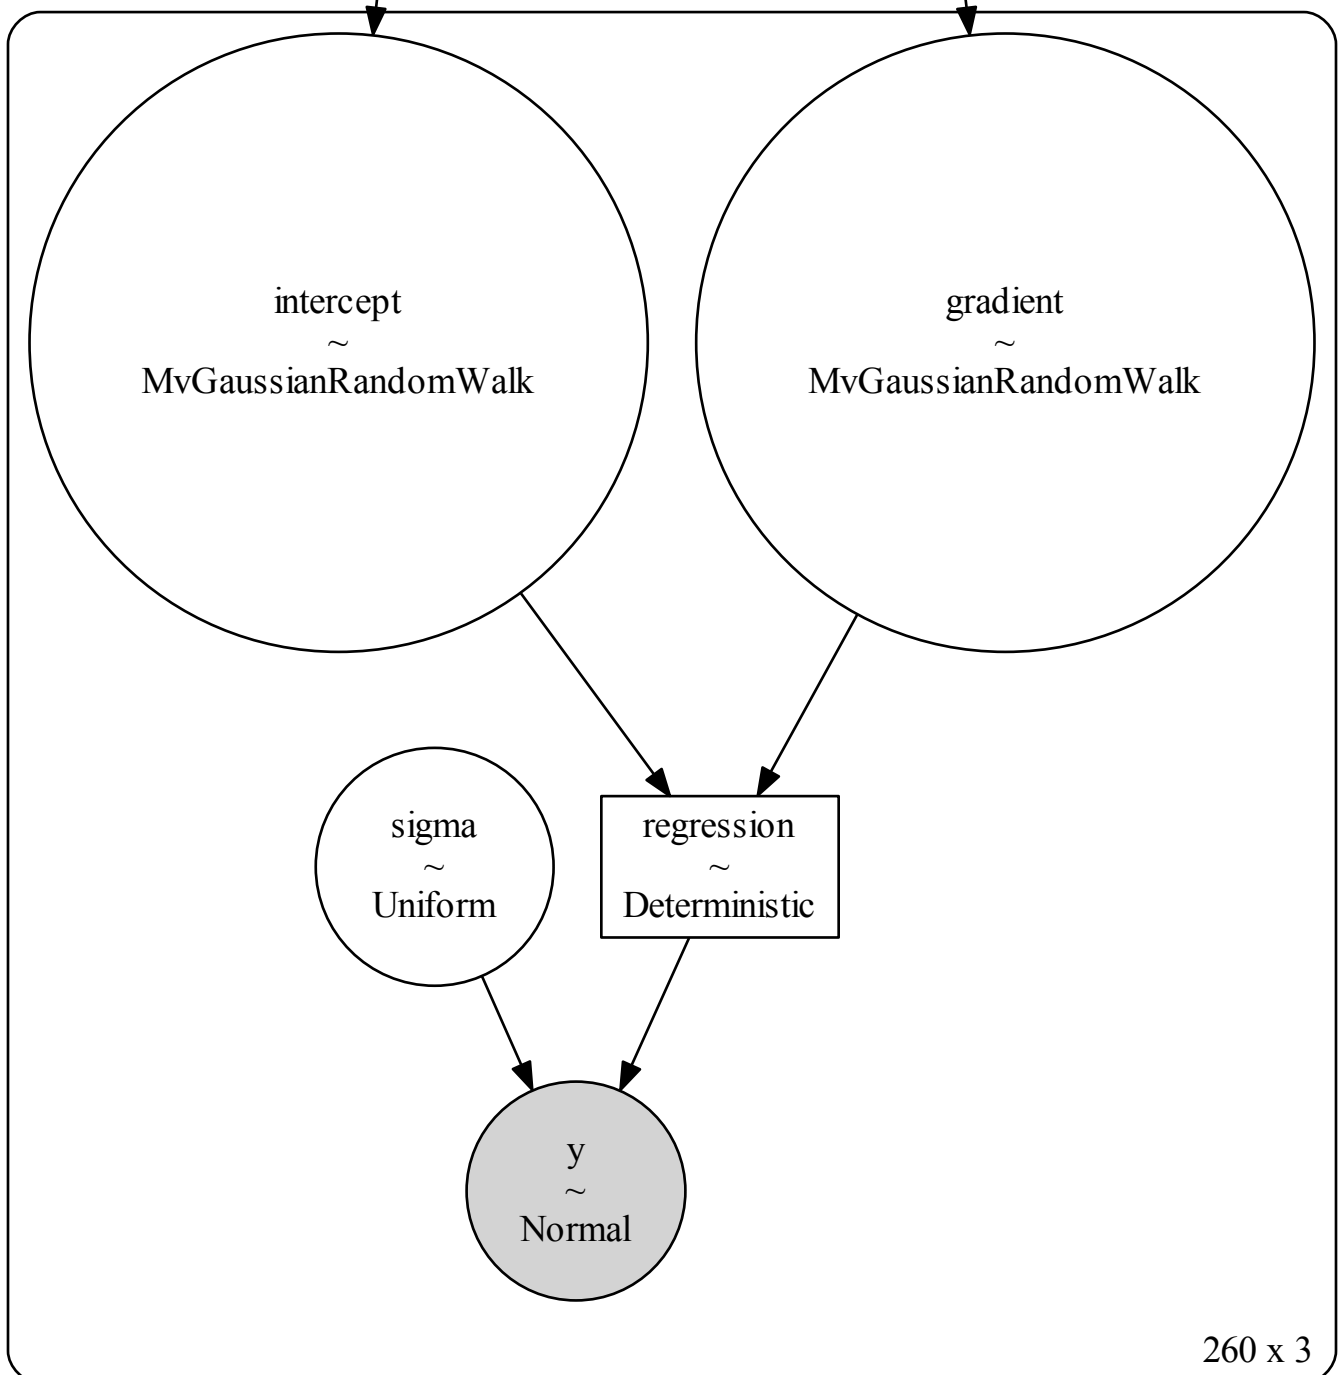 intercept
~
MvGaussianRandomWalk
gradient
~
MvGaussianRandomWalk
sigma
~
Uniform
regression
~
Deterministic
y
~
Normal
260 x 3